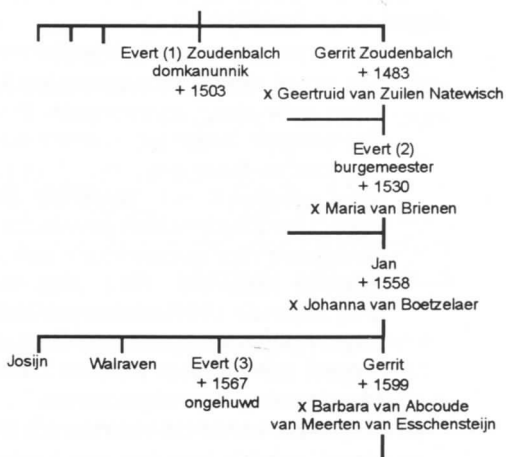 Evert (1) Zoudenbalch
domkanunnik
+ 1503
Gerrit Zoudenbalch
+ 1483
x Geertruid van Zuilen Natewisch
Evert (2)
burgemeester
+ 1530
x Maria van Brienen
Jan
+ 1558
x Johanna van Boetzelaer
Josijn
Walraven
Evert (3)
+ 1567
ongehuwd
Gerrit
+ 1599
x Barbara van Abcoude
van Meerten van Esschensteijn